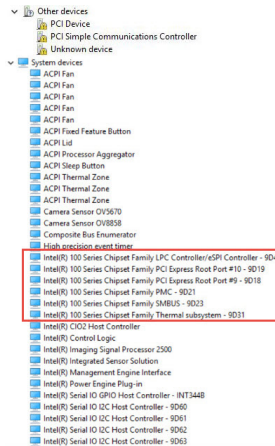 Other devices
PCI Device
PCI Simple Communications Controller
Unknown device
System devices
ACPI Fan
ACPI Fan
ACPI Fan
ACPI Fan
ACPI Fan
ACPI Fixed Feature Button
ACPI Lid
ACPI Processor Aggregator
ACPI Sleep Button
ACPI Thermal Zone
ACPI Thermal Zone
ACPI Thermal Zone
Camera Sensor OV5670
Camera Sensor OV8858
Composite Bus Enumerator
High precision event timer
Intel(R) 100 Series Chipset Family LPC Controller/eSPI Controller - 9D4
Intel(R) 100 Series Chipset Family PCI Express Root Port #10 - 9D19
Intel(R) 100 Series Chipset Family PCI Express Root Port #9 - 9D18
Intel(R) 100 Series Chipset Family PMC - 9D21
Intel(R) 100 Series Chipset Family SMBUS - 9D23
Intel(R) 100 Series Chipset Family Thermal subsystem - 9D31
Intel(R) CIO2 Host Controller
Intel(R) Control Logic
Intel(R) Imaging Signal Processor 2500
Intel(R) Integrated Sensor Solution
Intel(R) Management Engine Interface
Intel(R) Power Engine Plug-in
Intel(R) Serial IO GPIO Host Controller - INT344B
Intel(R) Serial IO I2C Host Controller - 9D60
Intel(R) Serial IO I2C Host Controller - 9D61
Intel(R) Serial IO I2C Host Controller - 9D62
Intel(R) Serial IO I2C Host Controller - 9D63